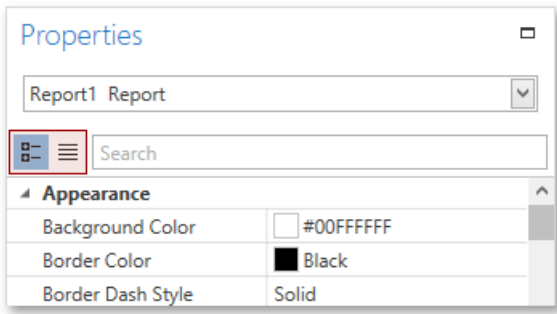 Properties
Report1 Report
Search
Appearance
Background Color #00FFFFFF
Border Color Black
Border Dash Style Solid